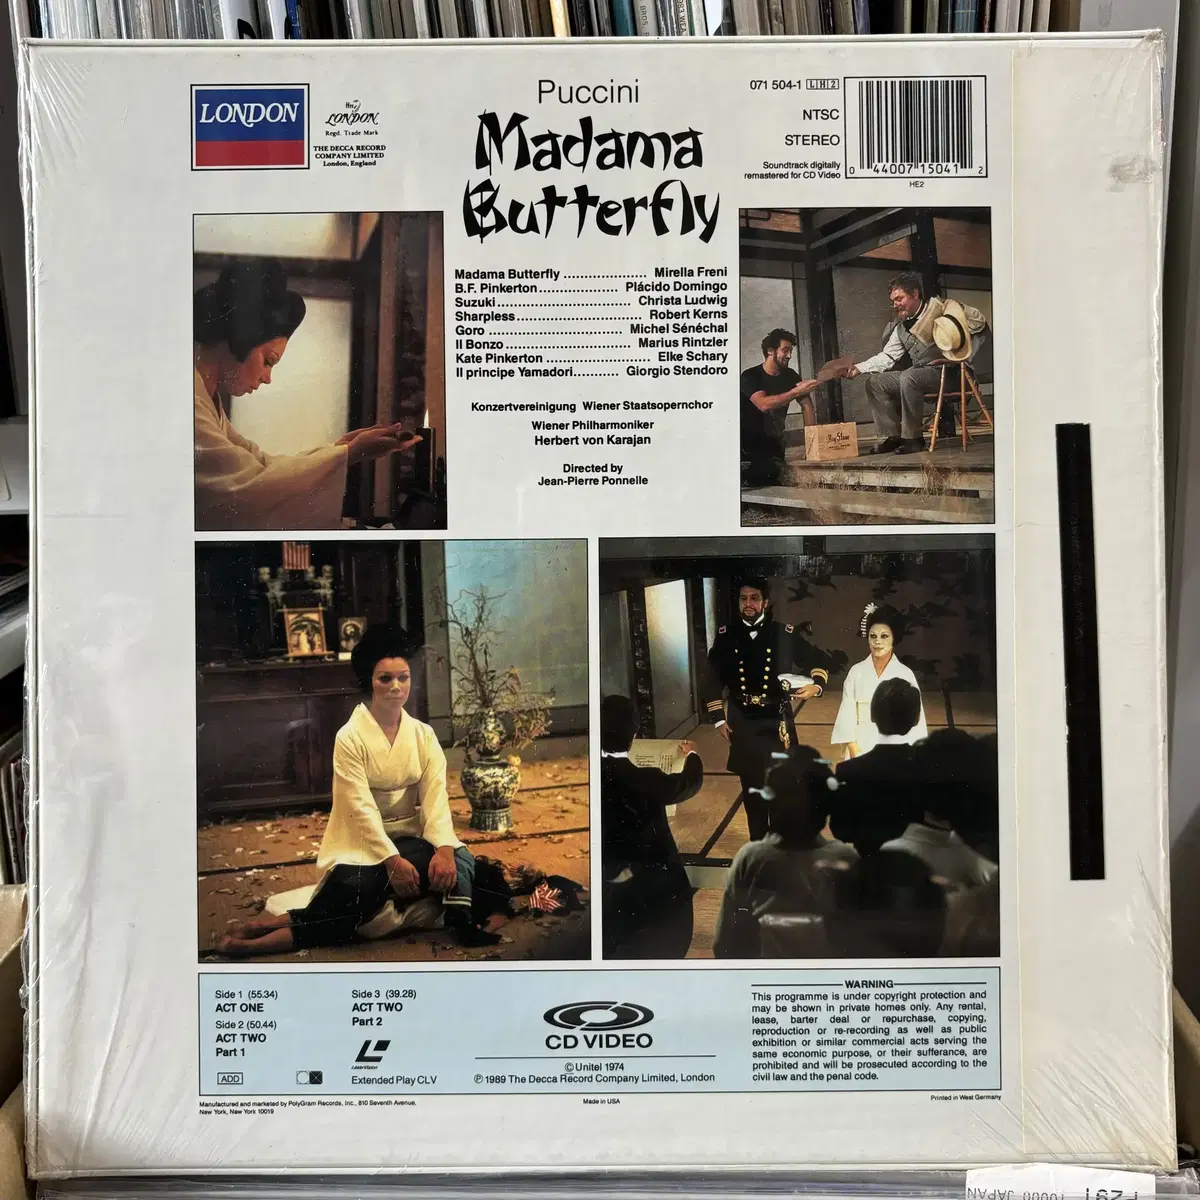 LONDON
LONDON
Regd. Trade Mark
THE DECCA RECORD
COMPANY LIMITED
London, England
Puccini
Madama
Butterfly
071 504-1 LH2
NTSC
STEREO
Soundtrack digitally
remastered for CD Video
0 44007 15041 2
HE2
Madama Butterfly .................... Mirella Freni
B.F. Pinkerton................... Plácido Domingo
Suzuki................................ Christa Ludwig
Sharpless.............................. Robert Kerns
Goro ................................ Michel Sénéchal
Il Bonzo .............................. Marius Rintzler
Kate Pinkerton ......................... Elke Schary
Il principe Yamadori........... Giorgio Stendoro
Konzertvereinigung Wiener Staatsopernchor
Wiener Philharmoniker
Herbert von Karajan
Directed by
Jean-Pierre Ponnelle
Side 1 (55.34)
ACT ONE
Side 2 (50.44)
ACT TWO
Part 1
ADD
Side 3 (39.28)
ACT TWO
Part 2
LaserVision
Extended Play CLV
CD VIDEO
© Unitel 1974
℗ 1989 The Decca Record Company Limited, London
WARNING
This programme is under copyright protection and
may be shown in private homes only. Any rental,
lease, barter deal or repurchase, copying,
reproduction or re-recording as well as public
exhibition or similar commercial acts serving the
same economic purpose, or their sufferance, are
prohibited and will be prosecuted according to the
civil law and the penal code.
Manufactured and marketed by PolyGram Records, Inc., 810 Seventh Avenue,
New York, New York 10019
Made in USA
Printed in West Germany